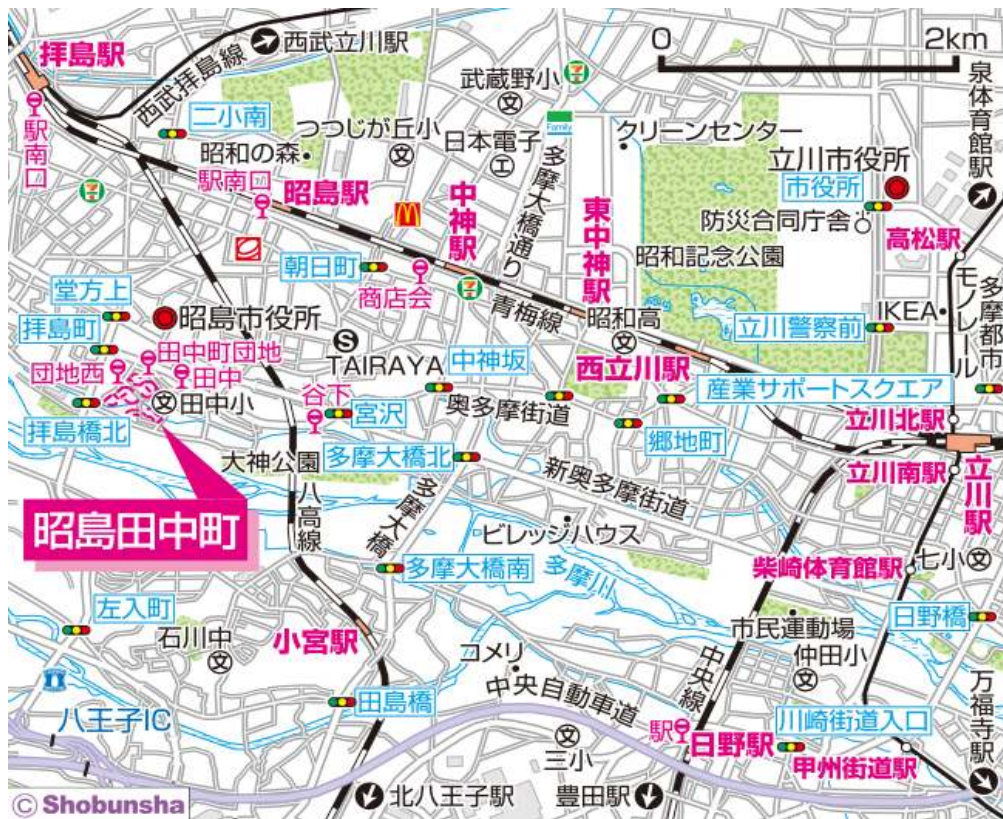 拝島駅
西武拝島線
西武立川駅
0
2km
泉体育館駅
武蔵野小
文
二小南
つつじが丘小
文
日本電子
工
Family
クリーンセンター
立川市役所
市役所
駅南口
昭和の森
駅南口
昭島駅
中神駅
多摩大橋通り
東中神駅
防災合同庁舎
高松駅
昭和記念公園
朝日町
商店会
青梅線
昭和高
文
立川警察前
IKEA
モノレール
多摩都市
堂方上
拝島町
昭島市役所
S
TAIRAYA
中神坂
西立川駅
産業サポートスクエア
団地西
田中町団地
田中
文
田中小
谷下
宮沢
奥多摩街道
郷地町
立川北駅
拝島橋北
大神公園
多摩大橋北
新奥多摩街道
立川南駅
立川駅
昭島田中町
八高線
多摩大橋
ビレッジハウス
多摩川
柴崎体育館駅
七小
文
多摩大橋南
左入町
石川中
文
小宮駅
市民運動場
日野橋
仲田小
文
コメリ
中央自動車道
中央線
田島橋
八王子IC
三小
文
駅
日野駅
川崎街道入口
甲州街道駅
万福寺駅
北八王子駅
豊田駅
© Shobunsha